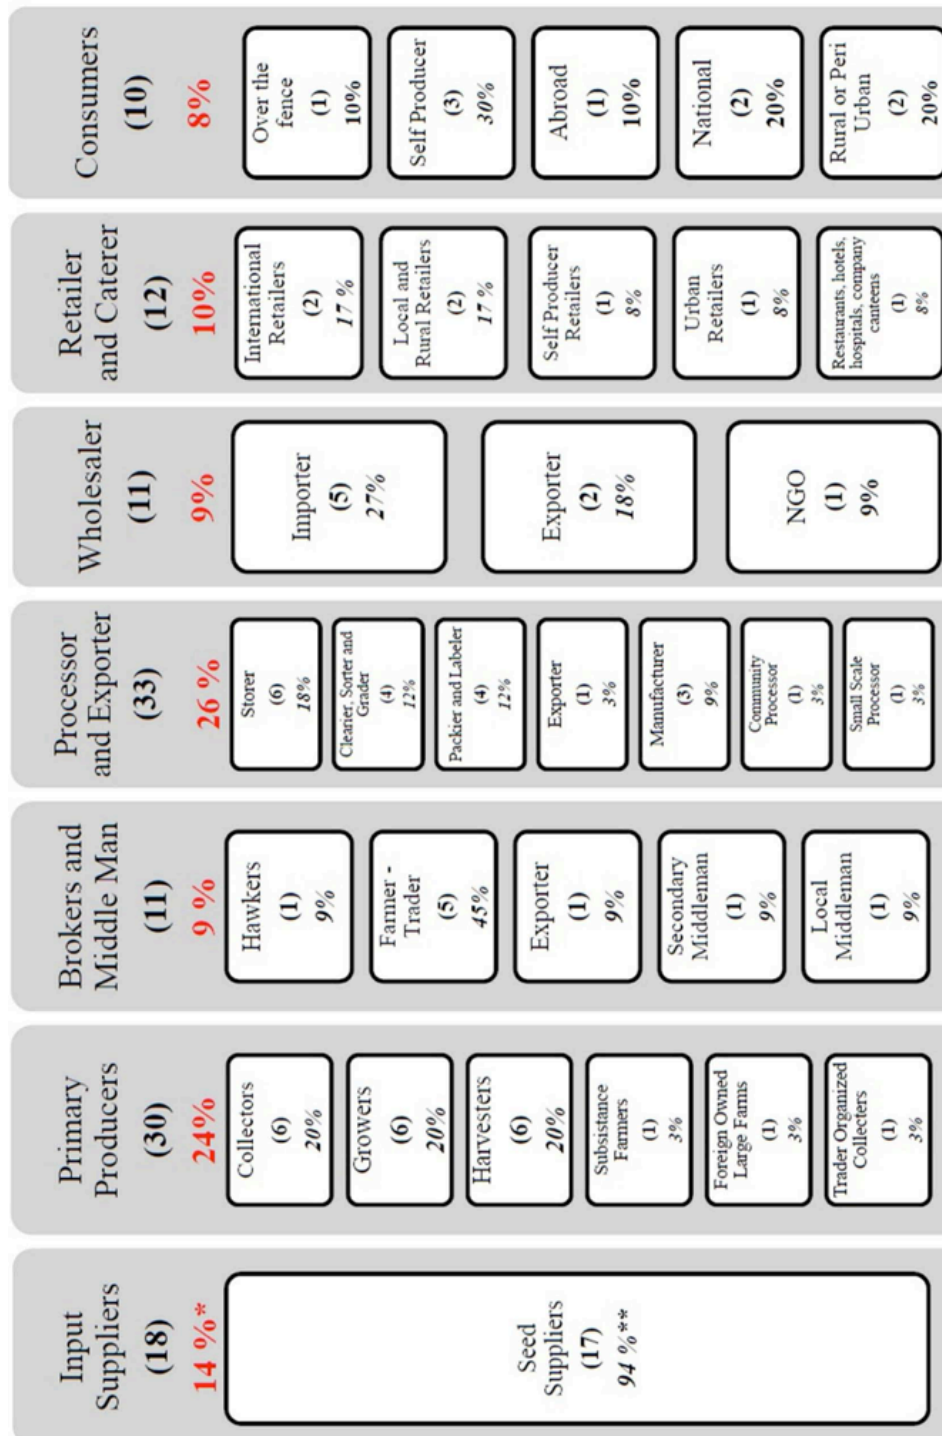 Input
Suppliers
(18)
14 %*
Seed
Suppliers
(17)
94 %**
Primary
Producers
(30)
24%
Collectors
(6)
20%
Growers
(6)
20%
Harvesters
(6)
20%
Subsistance
Farmers
(1)
3%
Foreign Owned
Large Farms
(1)
3%
Trader Organized
Collecters
(1)
3%
Brokers and
Middle Man
(11)
9 %
Hawkers
(1)
9%
Farmer -
Trader
(5)
45%
Exporter
(1)
9%
Secondary
Middleman
(1)
9%
Local
Middleman
(1)
9%
Processor
and Exporter
(33)
26 %
Storer
(6)
18%
Clearier, Sorter and
Grader
(4)
12%
Packier and Labeler
(4)
12%
Exporter
(1)
3%
Manufacturer
(3)
9%
Community
Processor
(1)
3%
Small Scale
Processor
(1)
3%
Wholesaler
(11)
9%
Importer
(5)
27%
Exporter
(2)
18%
NGO
(1)
9%
Retailer
and Caterer
(12)
10%
International
Retailers
(2)
17 %
Local and
Rural Retailers
(2)
17 %
Self Producer
Retailers
(1)
8%
Urban
Retailers
(1)
8%
Restaurants, hotels,
hospitals, company
canteens
(1)
8%
Consumers
(10)
8%
Over the
fence
(1)
10%
Self Producer
(3)
30%
Abroad
(1)
10%
National
(2)
20%
Rural or Peri
Urban
(2)
20%